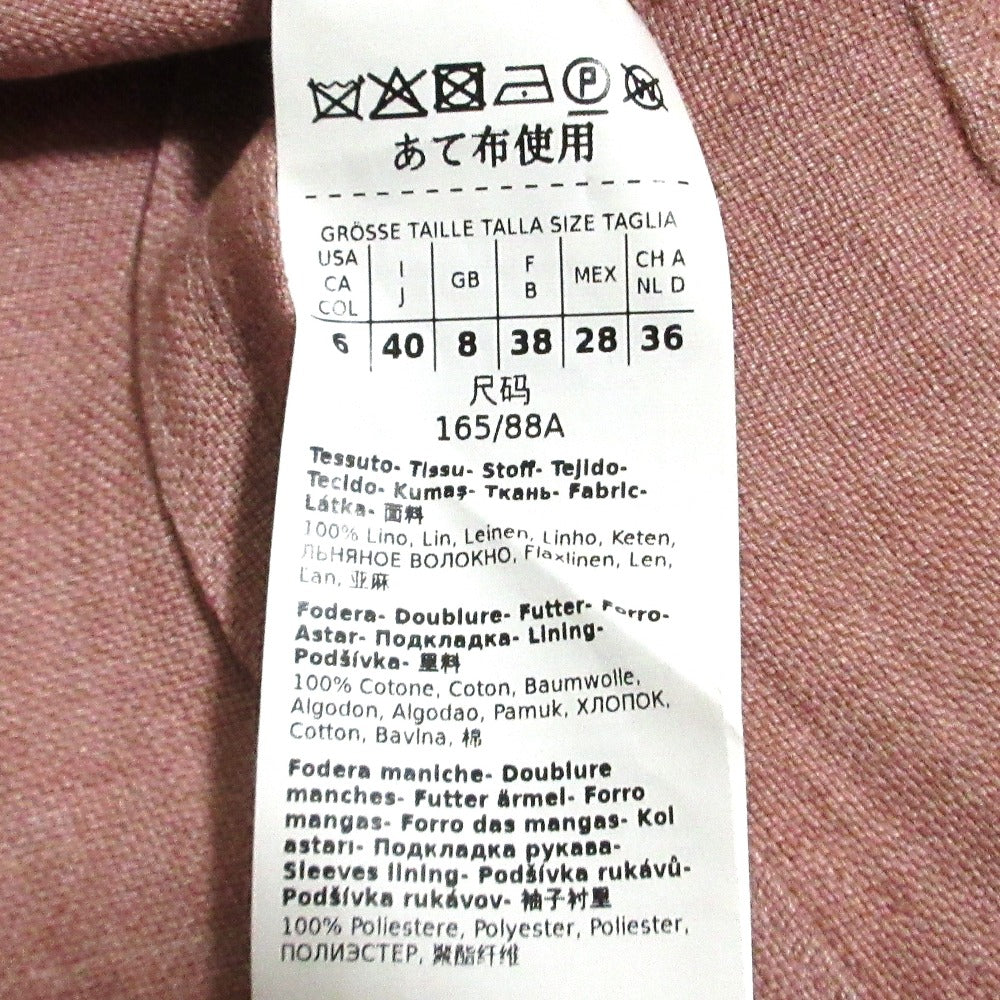 P W
あて布使用
GRÖSSE TAILLE TALLA SIZE TAGLIA
USA CA COL I J GB F B MEX CH A NL D
6 40 8 38 28 36
尺码
165/88A
Tessuto- Tissu- Stoff- Tejido-
Tecido- Kumaş- Ткань- Fabric-
Látka- 面料
100% Lino, Lin, Leinen, Linho, Keten,
ЛЬНЯНОЕ ВОЛОКНО, Flaxlinen, Len,
Ľan, 亚麻
Fodera- Doublure- Futter- Forro-
Astar- Подкладка- Lining-
Podšívka- 里料
100% Cotone, Coton, Baumwolle,
Algodon, Algodao, Pamuk, ХЛОПОК,
Cotton, Bavlna, 棉
Fodera maniche- Doublure
manches- Futter ärmel- Forro
mangas- Forro das mangas- Kol
astarı- Подкладка рукава-
Sleeves lining- Podšívka rukávů-
Podšívka rukávov- 袖子衬里
100% Poliestere, Polyester, Poliester,
ПОЛИЭСТЕР, 聚酯纤维